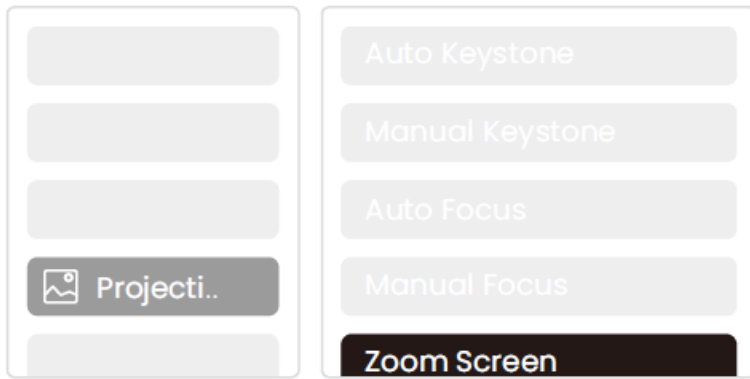 Projecti..
Auto Keystone
Manual Keystone
Auto Focus
Manual Focus
Zoom Screen